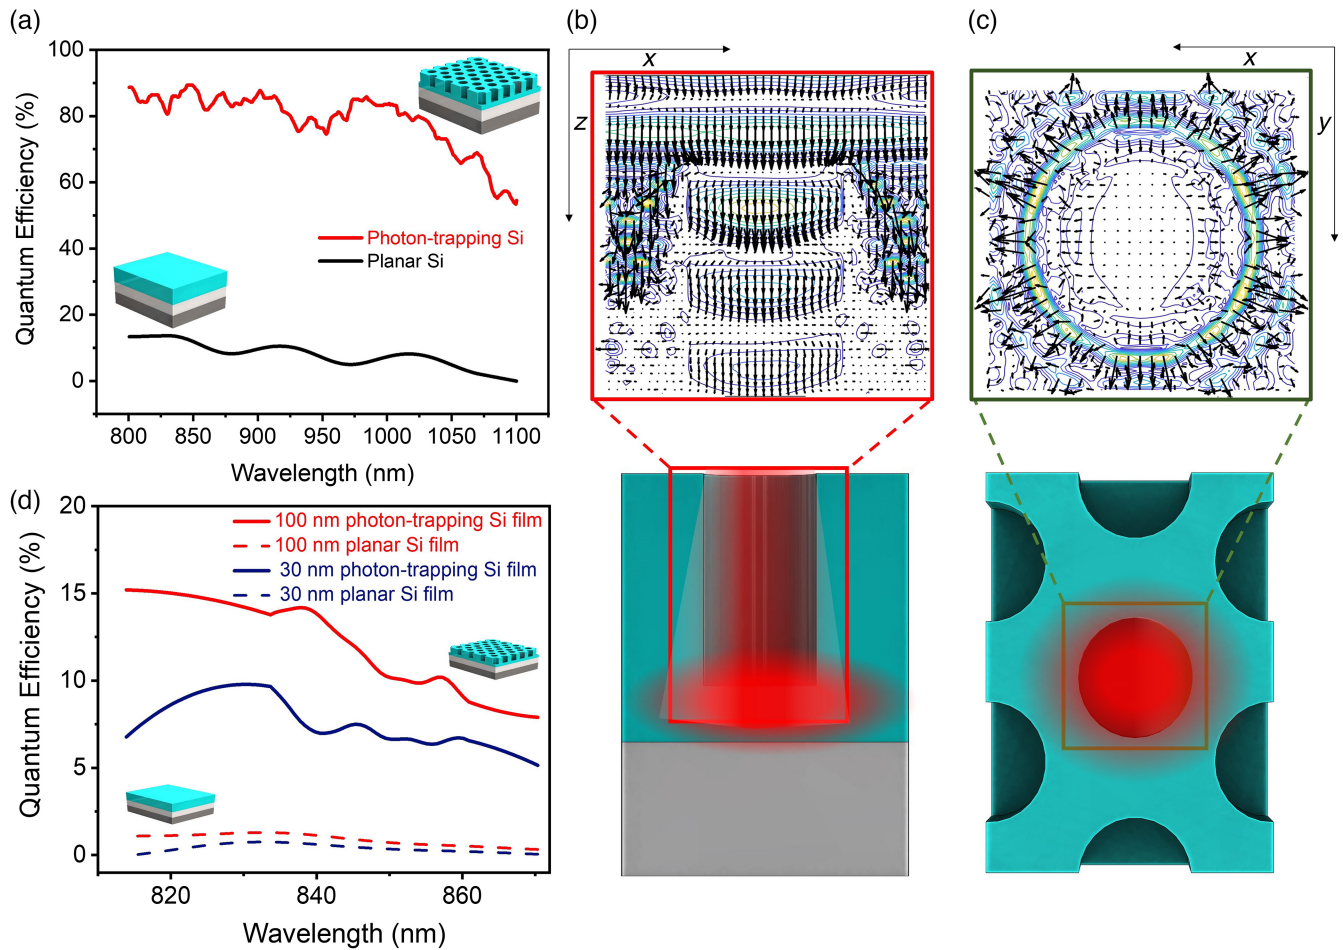 (a)
100
80
60
40
20
0
Quantum Efficiency (%)
Photon-trapping Si
Planar Si
800 850 900 950 1000 1050 1100
Wavelength (nm)
(b)
x
z
(c)
x
y
(d)
20
15
10
5
0
Quantum Efficiency (%)
100 nm photon-trapping Si film
100 nm planar Si film
30 nm photon-trapping Si film
30 nm planar Si film
820 840 860
Wavelength (nm)